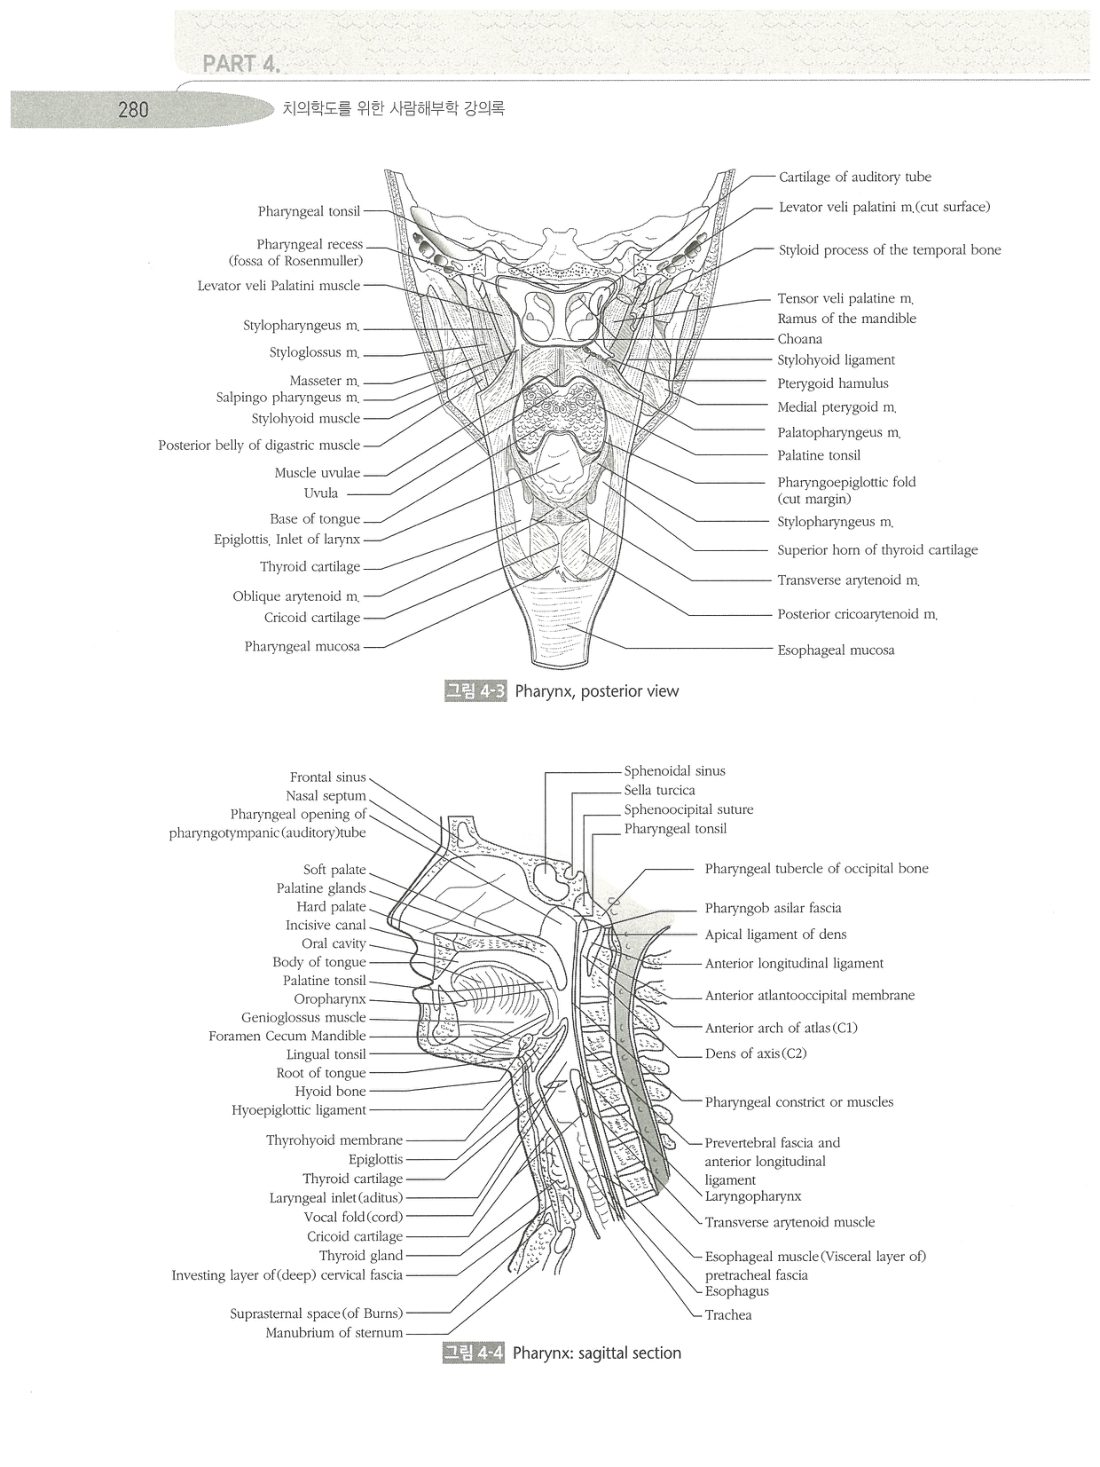 PART 4.
280
치의학도를 위한 사람해부학 강의록
Pharyngeal tonsil
Pharyngeal recess
(fossa of Rosenmuller)
Levator veli Palatini muscle
Stylopharyngeus m.
Styloglossus m.
Masseter m.
Salpingo pharyngeus m.
Stylohyoid muscle
Posterior belly of digastric muscle
Muscle uvulae
Uvula
Base of tongue
Epiglottis, Inlet of larynx
Thyroid cartilage
Oblique arytenoid m.
Cricoid cartilage
Pharyngeal mucosa
Cartilage of auditory tube
Levator veli palatini m.(cut surface)
Styloid process of the temporal bone
Tensor veli palatine m.
Ramus of the mandible
Choana
Stylohyoid ligament
Pterygoid hamulus
Medial pterygoid m.
Palatopharyngeus m.
Palatine tonsil
Pharyngoepiglottic fold
(cut margin)
Stylopharyngeus m.
Superior horn of thyroid cartilage
Transverse arytenoid m.
Posterior cricoarytenoid m.
Esophageal mucosa
그림 4-3 Pharynx, posterior view
Frontal sinus
Nasal septum
Pharyngeal opening of
pharyngotympanic(auditory)tube
Soft palate
Palatine glands
Hard palate
Incisive canal
Oral cavity
Body of tongue
Palatine tonsil
Oropharynx
Genioglossus muscle
Foramen Cecum Mandible
Lingual tonsil
Root of tongue
Hyoid bone
Hyoepiglottic ligament
Thyrohyoid membrane
Epiglottis
Thyroid cartilage
Laryngeal inlet(aditus)
Vocal fold(cord)
Cricoid cartilage
Thyroid gland
Investing layer of(deep) cervical fascia
Suprasternal space(of Burns)
Manubrium of sternum
Sphenoidal sinus
Sella turcica
Sphenoocipital suture
Pharyngeal tonsil
Pharyngeal tubercle of occipital bone
Pharyngob asilar fascia
Apical ligament of dens
Anterior longitudinal ligament
Anterior atlantooccipital membrane
Anterior arch of atlas(C1)
Dens of axis(C2)
Pharyngeal constrict or muscles
Prevertebral fascia and
anterior longitudinal
ligament
Laryngopharynx
Transverse arytenoid muscle
Esophageal muscle(Visceral layer of)
pretracheal fascia
Esophagus
Trachea
그림 4-4 Pharynx: sagittal section